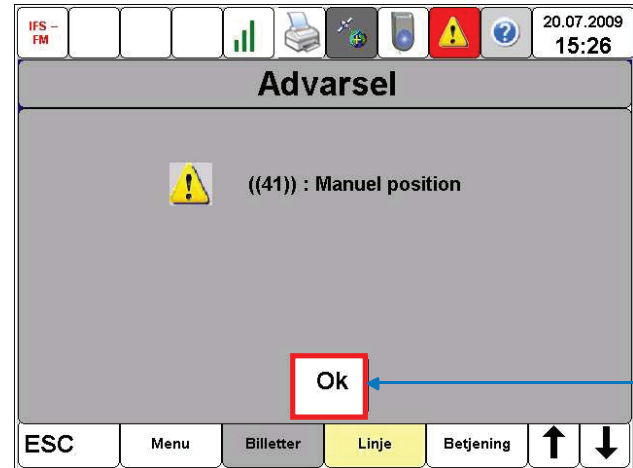 IFS –
FM
20.07.2009
15:26
Advarsel
((41)) : Manuel position
Ok
ESC
Menu
Billetter
Linje
Betjening